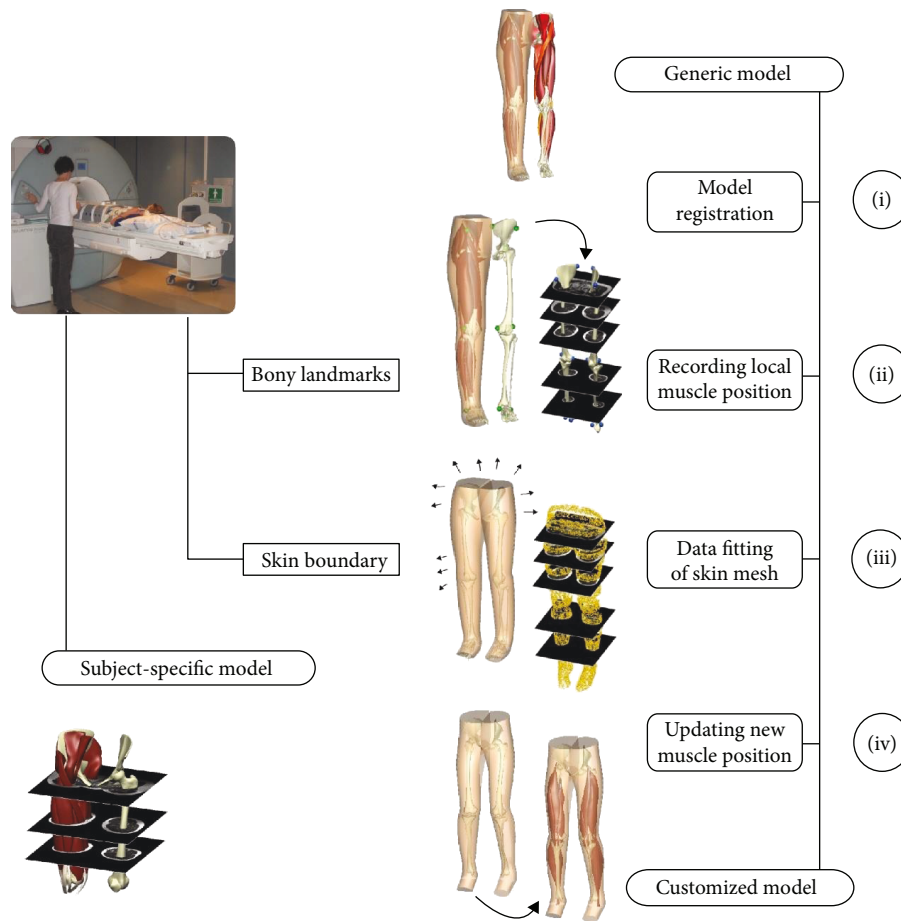 Generic model
Model
registration
(i)
Bony landmarks
Recording local
muscle position
(ii)
Skin boundary
Data fitting
of skin mesh
(iii)
Subject-specific model
Updating new
muscle position
(iv)
Customized model